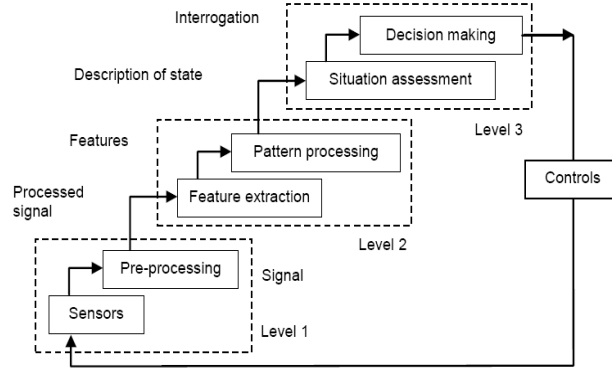 Interrogation
Decision making
Description of state
Situation assessment
Level 3
Features
Pattern processing
Controls
Processed
signal
Feature extraction
Level 2
Pre-processing
Signal
Sensors
Level 1